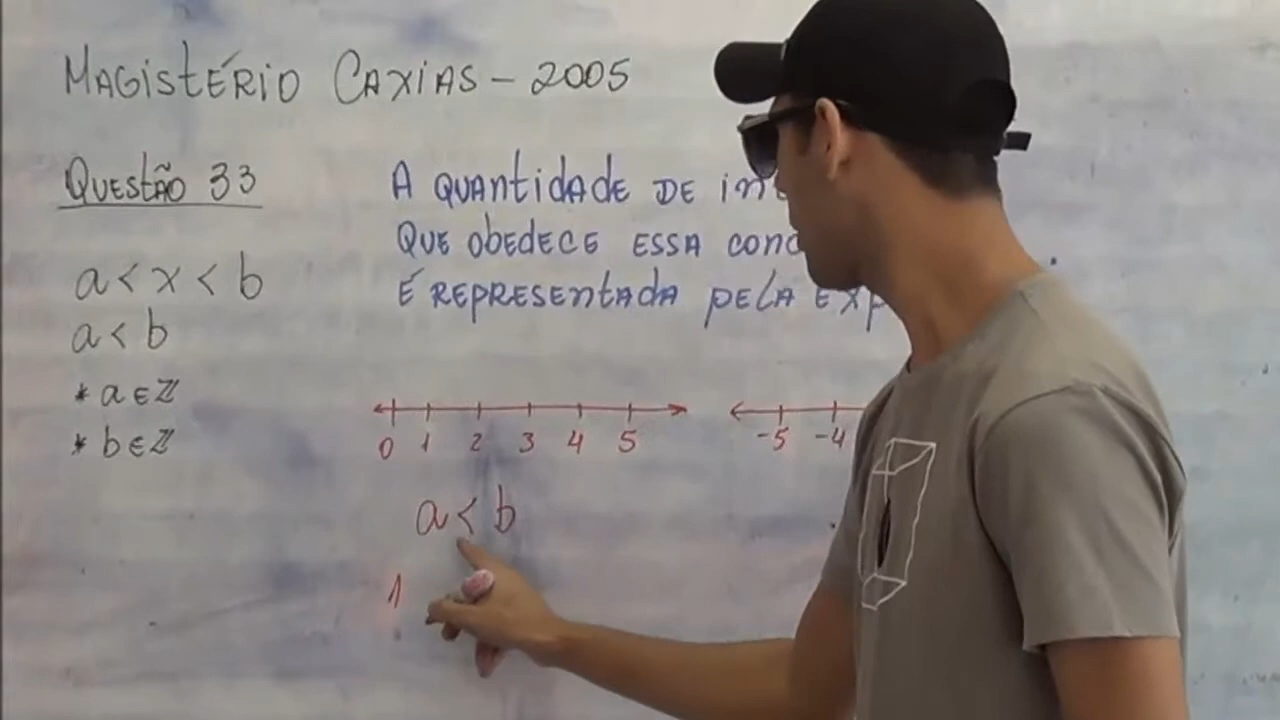 MAGISTÉRIO CAXIAS - 2005
QUESTÃO 33
a < x < b
a < b
* a ∈ ℤ
* b ∈ ℤ
A QUANTIDADE DE
QUE OBEDECE ESSA
É REPRESENTADA PELA
0 1 2 3 4 5
-5 -4
a < b
1